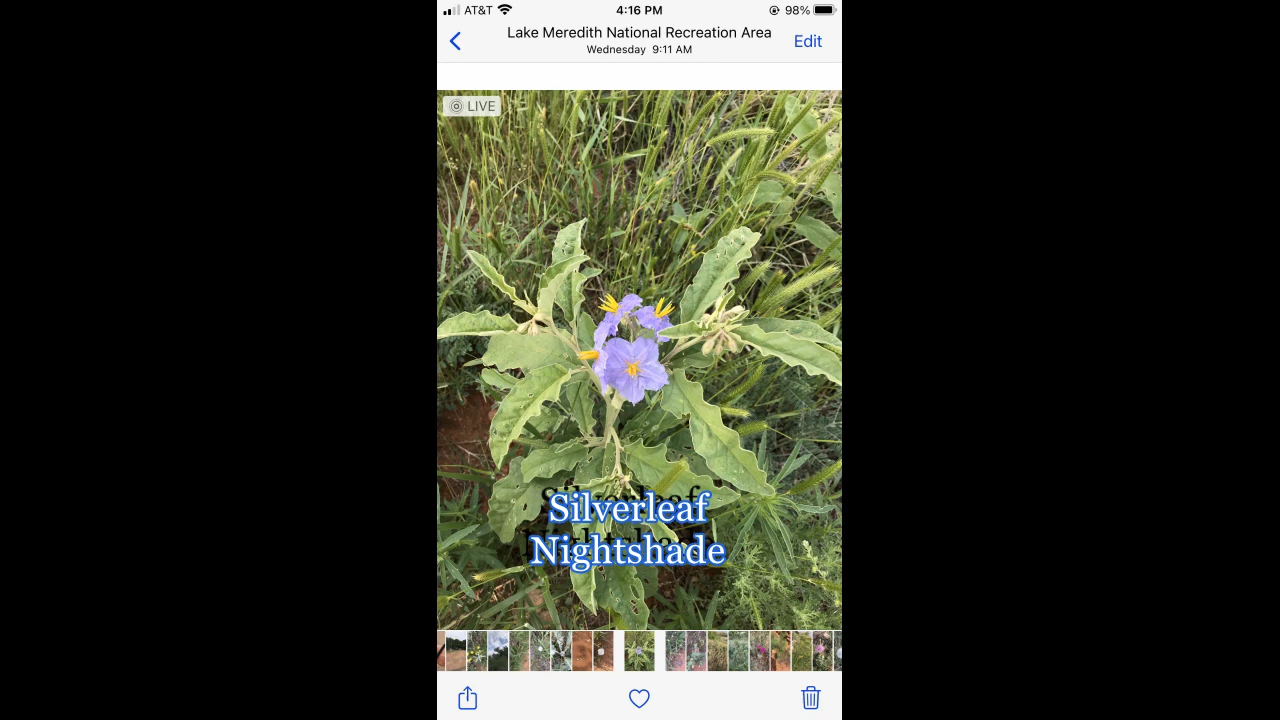 AT&T 4:16 PM 98%
Lake Meredith National Recreation Area
Wednesday 9:11 AM
Edit
LIVE
Silverleaf
Nightshade